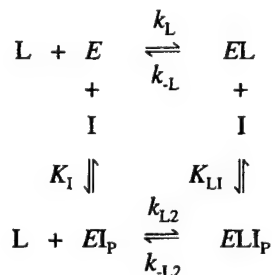 k_L
L + E ⇌ EL
k_-L
+ +
I I
K_I ⇌ K_LI ⇌
k_L2
L + EI_P ⇌ ELI_P
k_-L2